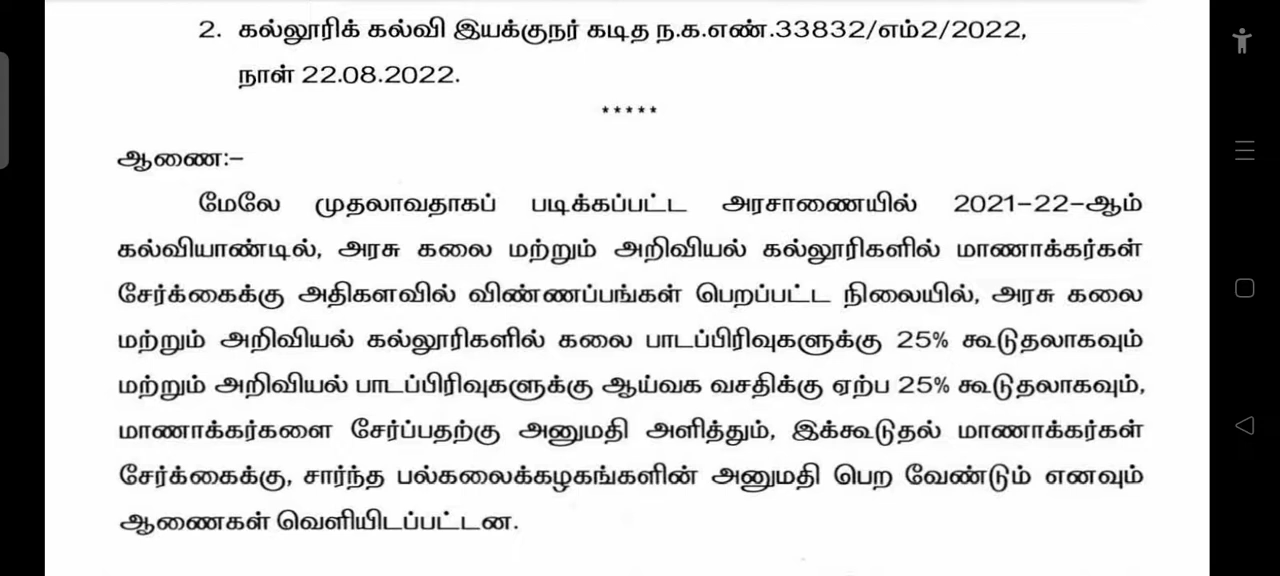 2. கல்லூரிக் கல்வி இயக்குநர் கடித ந.க.எண்.33832/எம்2/2022,
நாள் 22.08.2022.
*****
ஆணை:-
மேலே முதலாவதாகப் படிக்கப்பட்ட அரசாணையில் 2021-22-ஆம்
கல்வியாண்டில், அரசு கலை மற்றும் அறிவியல் கல்லூரிகளில் மாணாக்கர்கள்
சேர்க்கைக்கு அதிகளவில் விண்ணப்பங்கள் பெறப்பட்ட நிலையில், அரசு கலை
மற்றும் அறிவியல் கல்லூரிகளில் கலை பாடப்பிரிவுகளுக்கு 25% கூடுதலாகவும்
மற்றும் அறிவியல் பாடப்பிரிவுகளுக்கு ஆய்வக வசதிக்கு ஏற்ப 25% கூடுதலாகவும்,
மாணாக்கர்களை சேர்ப்பதற்கு அனுமதி அளித்தும், இக்கூடுதல் மாணாக்கர்கள்
சேர்க்கைக்கு, சார்ந்த பல்கலைக்கழகங்களின் அனுமதி பெற வேண்டும் எனவும்
ஆணைகள் வெளியிடப்பட்டன.